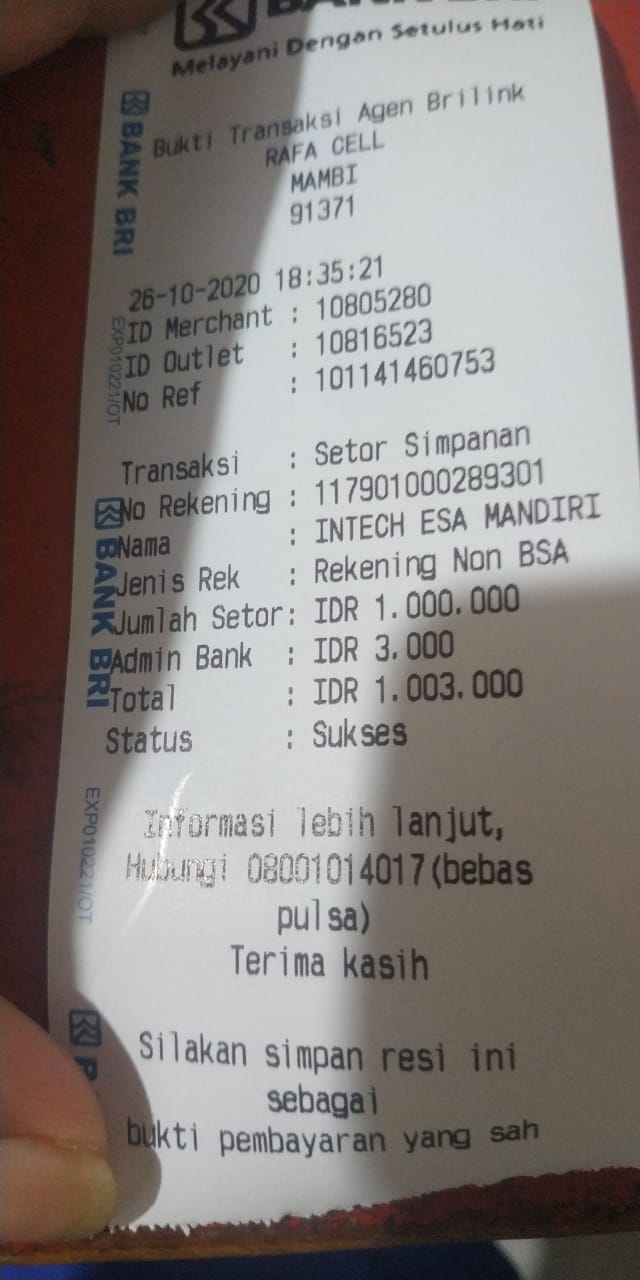 BANK BRI
Melayani Dengan Setulus Hati
Bukti Transaksi Agen Brilink
RAFA CELL
MAMBI
91371
26-10-2020 18:35:21
ID Merchant : 10805280
ID Outlet : 10816523
No Ref : 101141460753
Transaksi : Setor Simpanan
No Rekening : 117901000289301
Nama : INTECH ESA MANDIRI
Jenis Rek : Rekening Non BSA
Jumlah Setor: IDR 1.000.000
Admin Bank : IDR 3.000
Total : IDR 1.003.000
Status : Sukses
Informasi lebih lanjut,
Hubungi 08001014017(bebas
pulsa)
Terima kasih
Silakan simpan resi ini
sebagai
bukti pembayaran yang sah
BANK BRI
EXP010221/OT
BANK BRI
EXP010221/OT